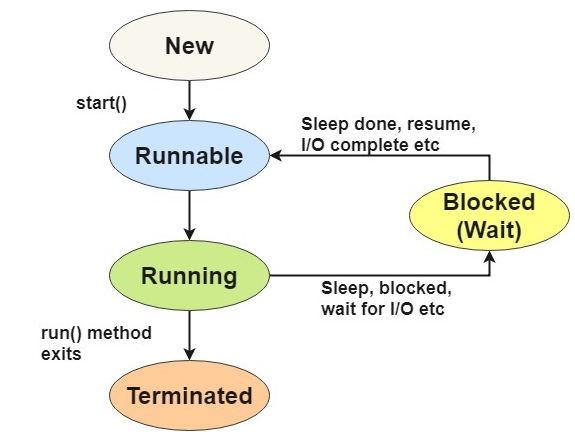 New
start()
Runnable
Sleep done, resume,
I/O complete etc
Blocked
(Wait)
Running
Sleep, blocked,
wait for I/O etc
run() method
exits
Terminated